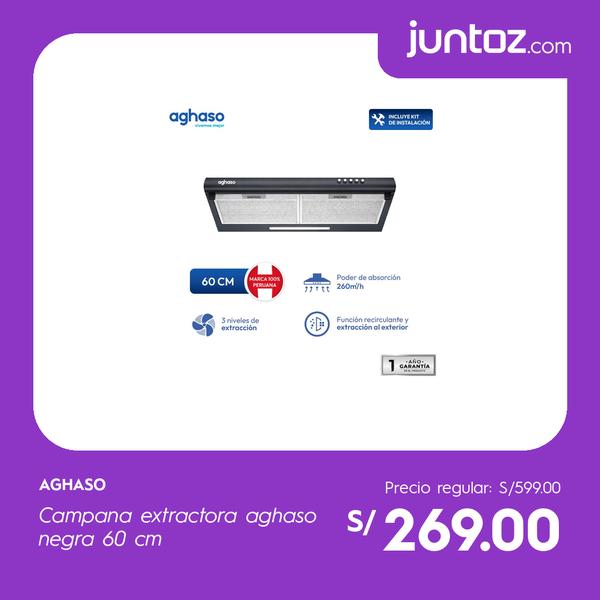 juntoz.com
aghaso
vivamos mejor
INCLUYE KIT
DE INSTALACIÓN
aghaso
60 CM
MARCA 100%
PERUANA
Poder de absorción
260m³/h
3 niveles de
extracción
Función recirculante y
extracción al exterior
1 AÑO
GARANTÍA
AGHASO
Campana extractora aghaso
negra 60 cm
Precio regular: S/599.00
S/ 269.00